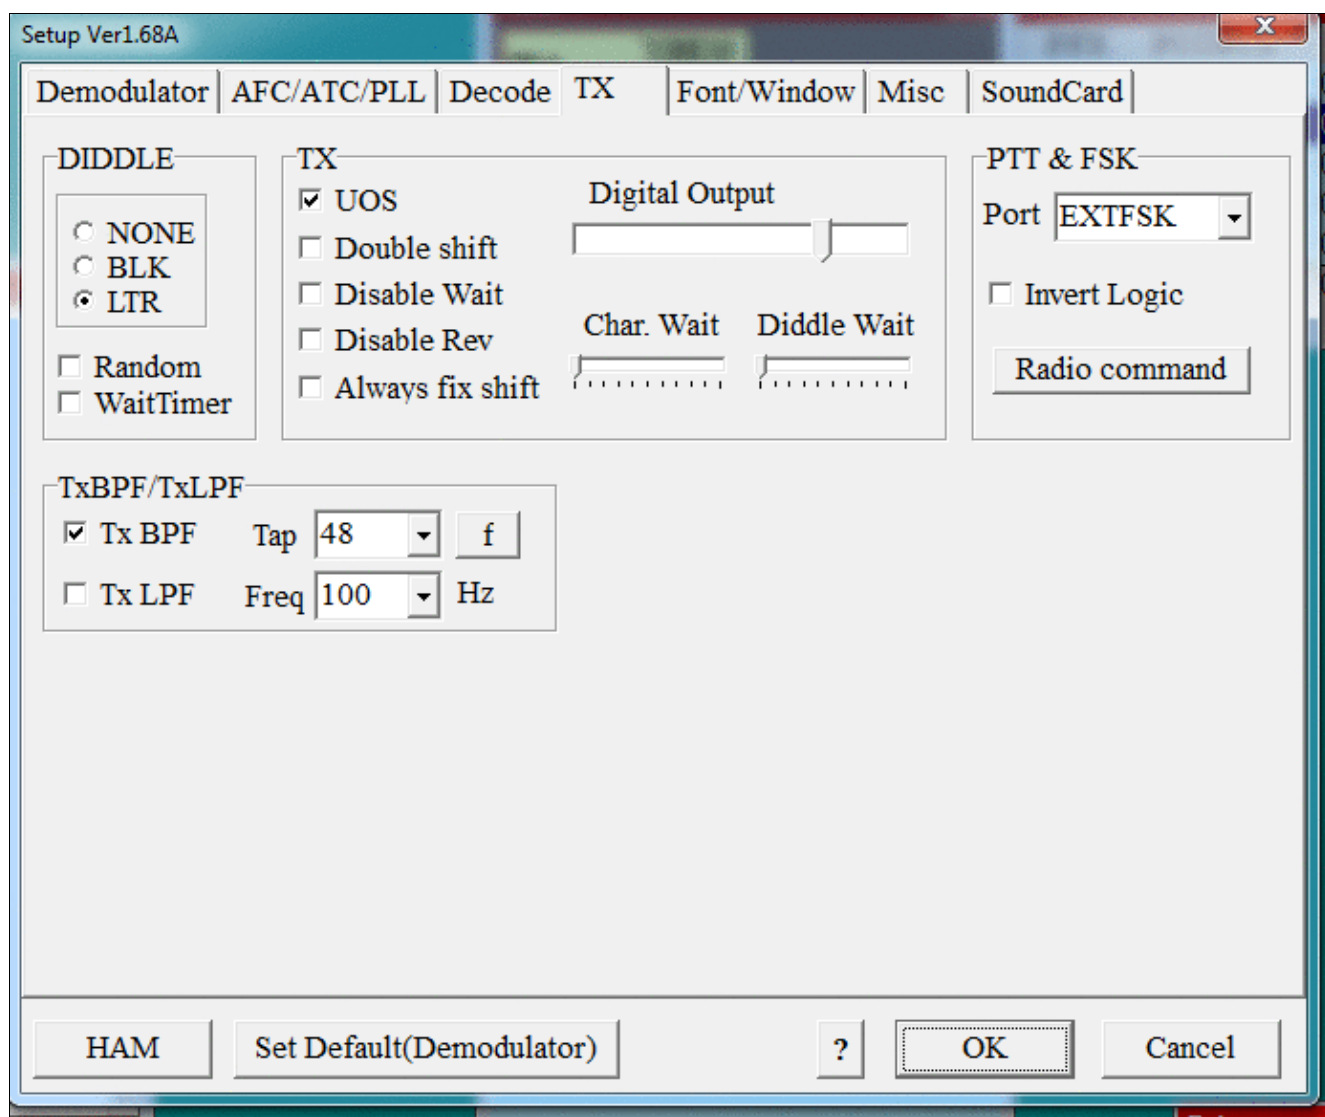 Setup Ver1.68A
Demodulator AFC/ATC/PLL Decode TX Font/Window Misc SoundCard
DIDDLE
NONE
BLK
LTR
Random
WaitTimer
TX
UOS
Double shift
Disable Wait
Disable Rev
Always fix shift
Digital Output
Char. Wait Diddle Wait
PTT & FSK
Port EXTFSK
Invert Logic
Radio command
TxBPF/TxLPF
Tx BPF Tap 48 f
Tx LPF Freq 100 Hz
HAM Set Default(Demodulator) ? OK Cancel